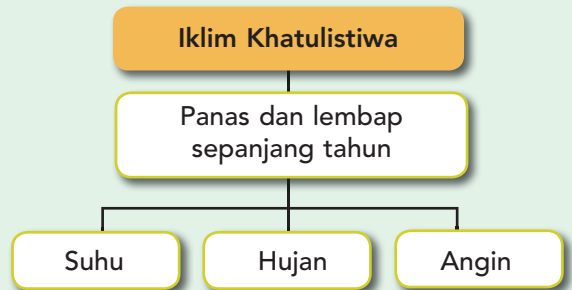 Iklim Khatulistiwa
Panas dan lembap
sepanjang tahun
Suhu
Hujan
Angin